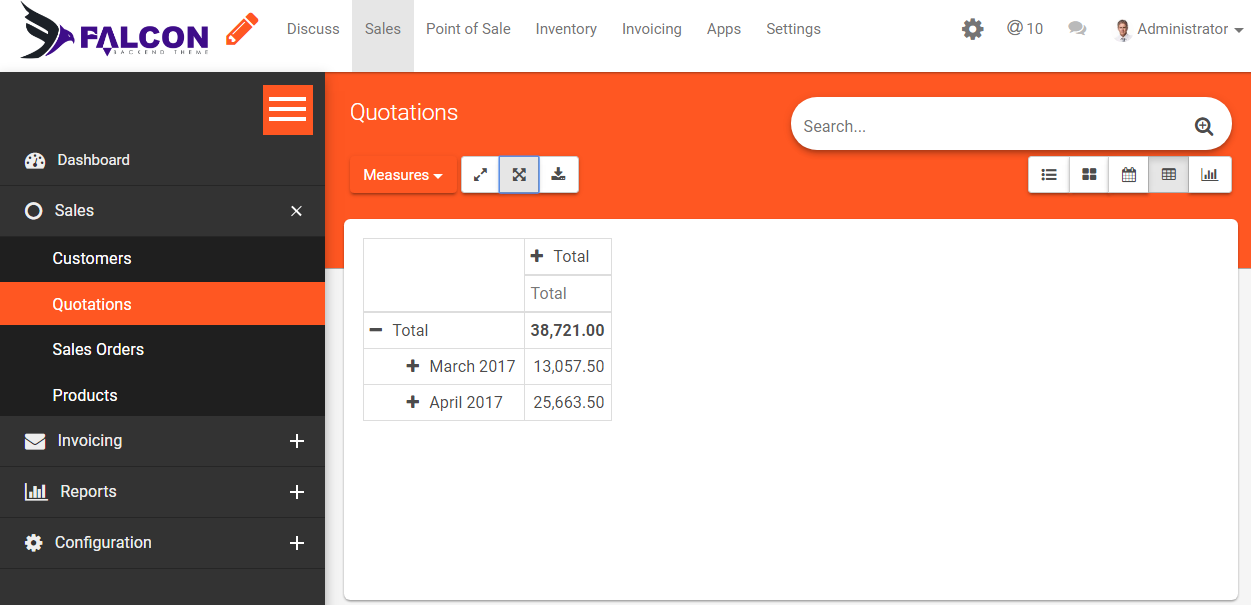 FALCON
BACKEND THEME
Discuss Sales Point of Sale Inventory Invoicing Apps Settings @ 10 Administrator
Dashboard
Sales
Customers
Quotations
Sales Orders
Products
Invoicing
Reports
Configuration
Quotations
Search...
Measures
Total
Total
Total 38,721.00
March 2017 13,057.50
April 2017 25,663.50